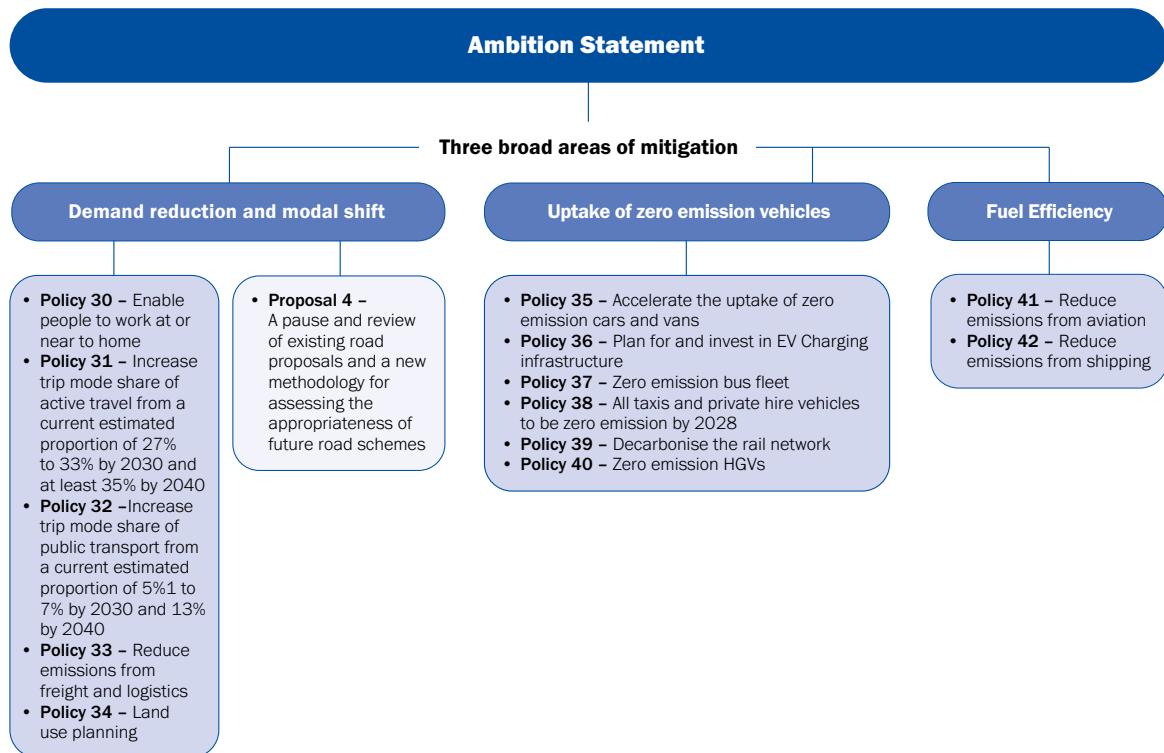 Ambition Statement
Three broad areas of mitigation
Demand reduction and modal shift
• Policy 30 – Enable
people to work at or
near to home
• Policy 31 – Increase
trip mode share of
active travel from a
current estimated
proportion of 27%
to 33% by 2030 and
at least 35% by 2040
• Policy 32 –Increase
trip mode share of
public transport from
a current estimated
proportion of 5%1 to
7% by 2030 and 13%
by 2040
• Policy 33 – Reduce
emissions from
freight and logistics
• Policy 34 – Land
use planning
• Proposal 4 –
A pause and review
of existing road
proposals and a new
methodology for
assessing the
appropriateness of
future road schemes
Uptake of zero emission vehicles
• Policy 35 – Accelerate the uptake of zero
emission cars and vans
• Policy 36 – Plan for and invest in EV Charging
infrastructure
• Policy 37 – Zero emission bus fleet
• Policy 38 – All taxis and private hire vehicles
to be zero emission by 2028
• Policy 39 – Decarbonise the rail network
• Policy 40 – Zero emission HGVs
Fuel Efficiency
• Policy 41 – Reduce
emissions from aviation
• Policy 42 – Reduce
emissions from shipping